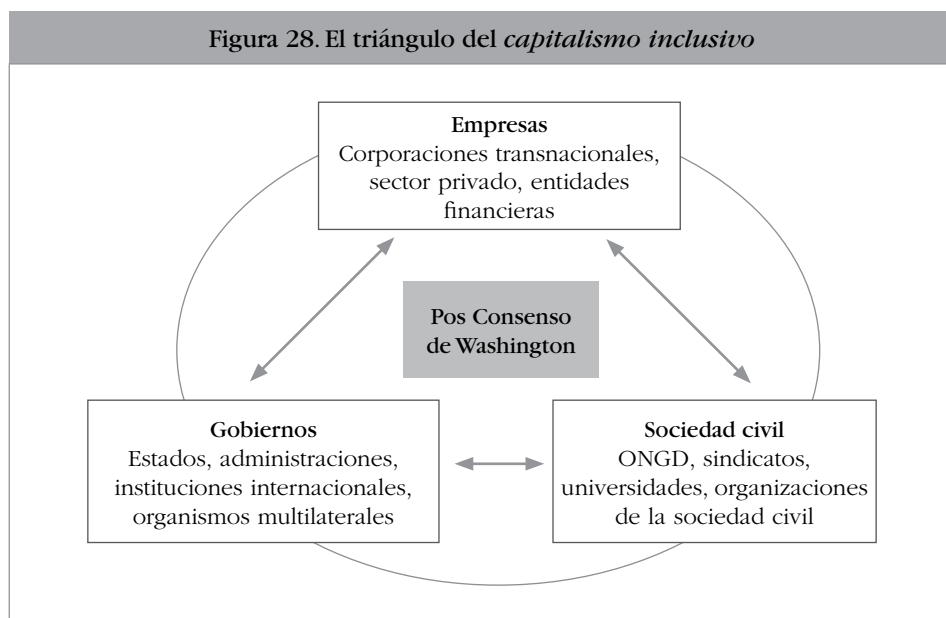 Figura 28. El triángulo del capitalismo inclusivo
Empresas
Corporaciones transnacionales,
sector privado, entidades
financieras
Pos Consenso
de Washington
Gobiernos
Estados, administraciones,
instituciones internacionales,
organismos multilaterales
Sociedad civil
ONGD, sindicatos,
universidades, organizaciones
de la sociedad civil